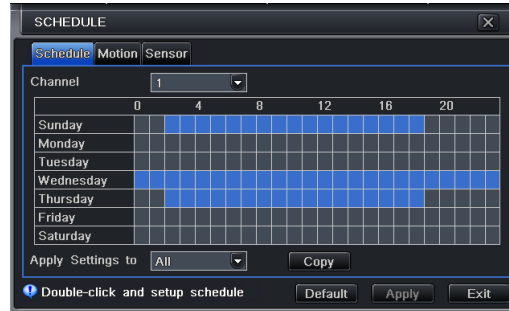 SCHEDULE
Schedule Motion Sensor
Channel 1
0 4 8 12 16 20
Sunday
Monday
Tuesday
Wednesday
Thursday
Friday
Saturday
Apply Settings to All Copy
Double-click and setup schedule Default Apply Exit